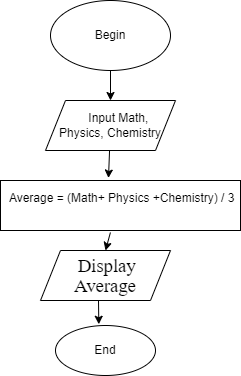 Begin
Input Math,
Physics, Chemistry
Average = (Math+ Physics +Chemistry) / 3
Display
Average
End